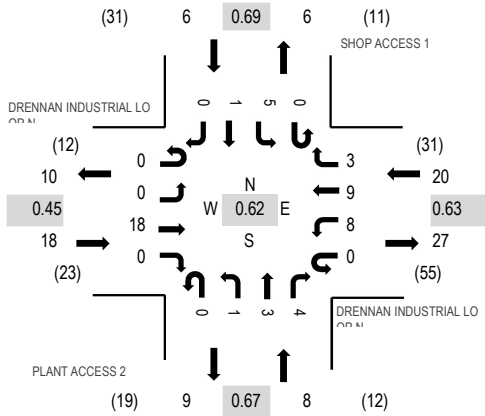 (31) 6 0.69 6 (11)
SHOP ACCESS 1
0 1 5 0
DRENNAN INDUSTRIAL LO
OP N
(12) (31)
10 0 3 20
0.45 0 N 9 0.63
W 0.62 E
18 18 S 8 27
(23) 0 0 (55)
0 1 3 4
DRENNAN INDUSTRIAL LO
OP N
PLANT ACCESS 2
(19) 9 0.67 8 (12)